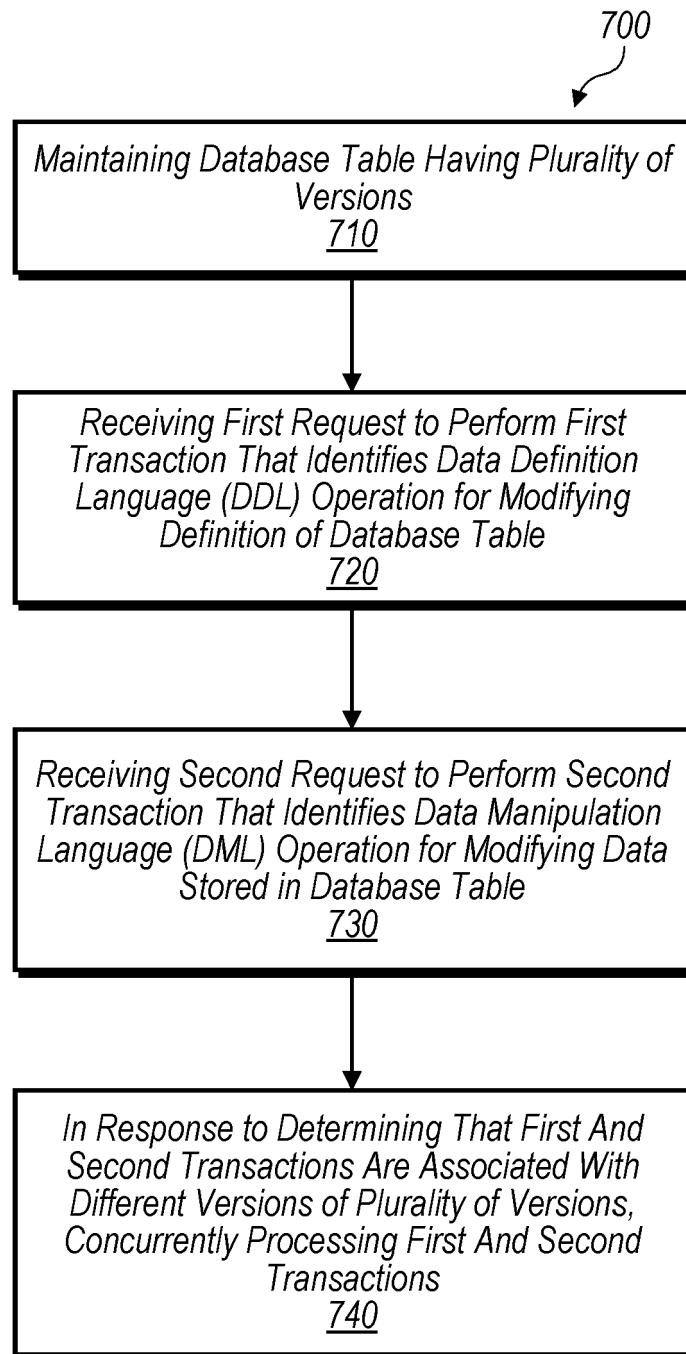 700
Maintaining Database Table Having Plurality of
Versions
710
Receiving First Request to Perform First
Transaction That Identifies Data Definition
Language (DDL) Operation for Modifying
Definition of Database Table
720
Receiving Second Request to Perform Second
Transaction That Identifies Data Manipulation
Language (DML) Operation for Modifying Data
Stored in Database Table
730
In Response to Determining That First And
Second Transactions Are Associated With
Different Versions of Plurality of Versions,
Concurrently Processing First And Second
Transactions
740